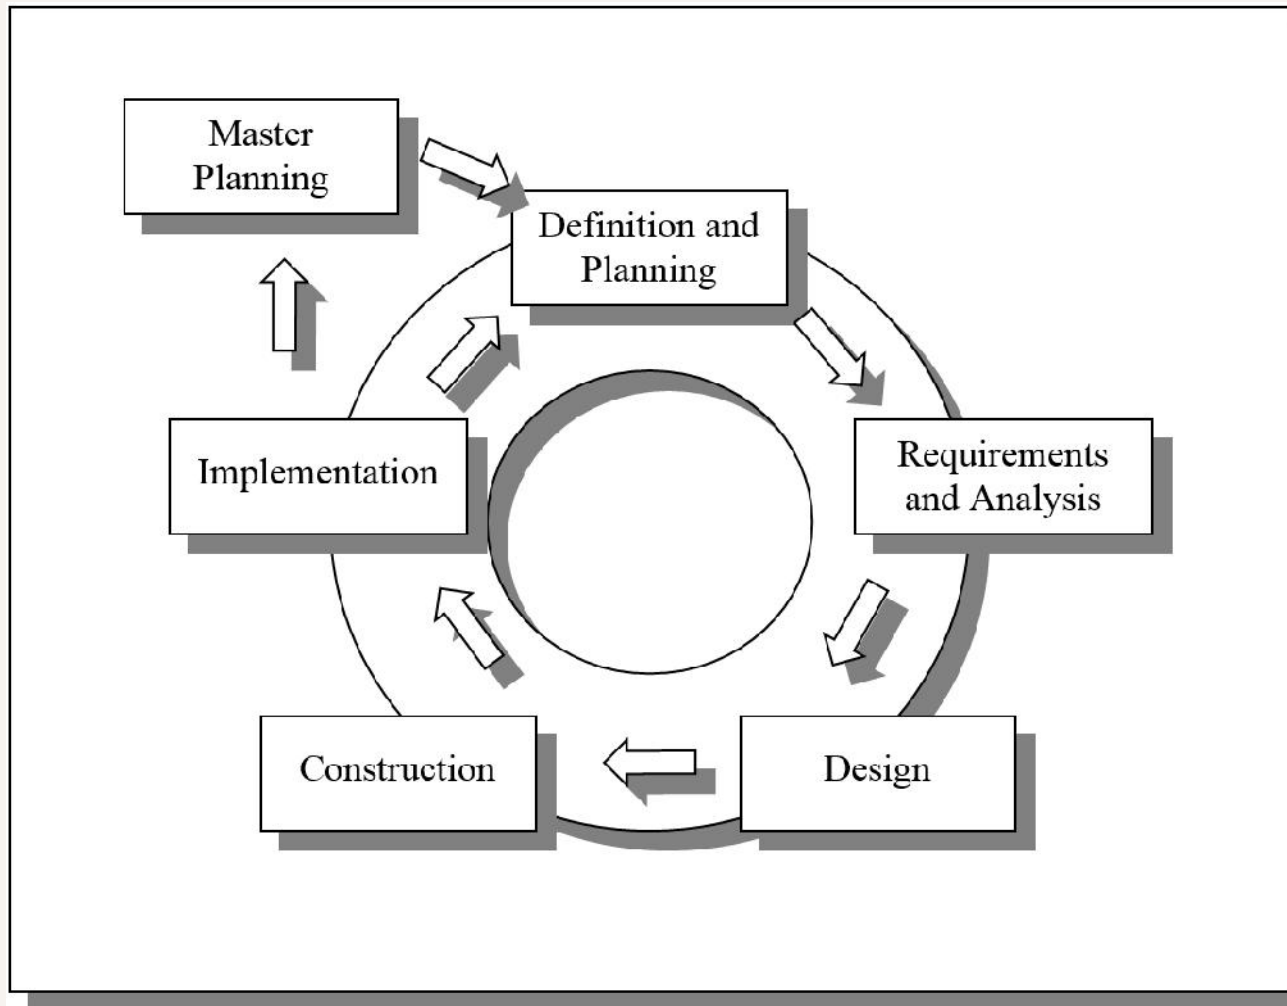 Master
Planning
Definition and
Planning
Requirements
and Analysis
Design
Construction
Implementation